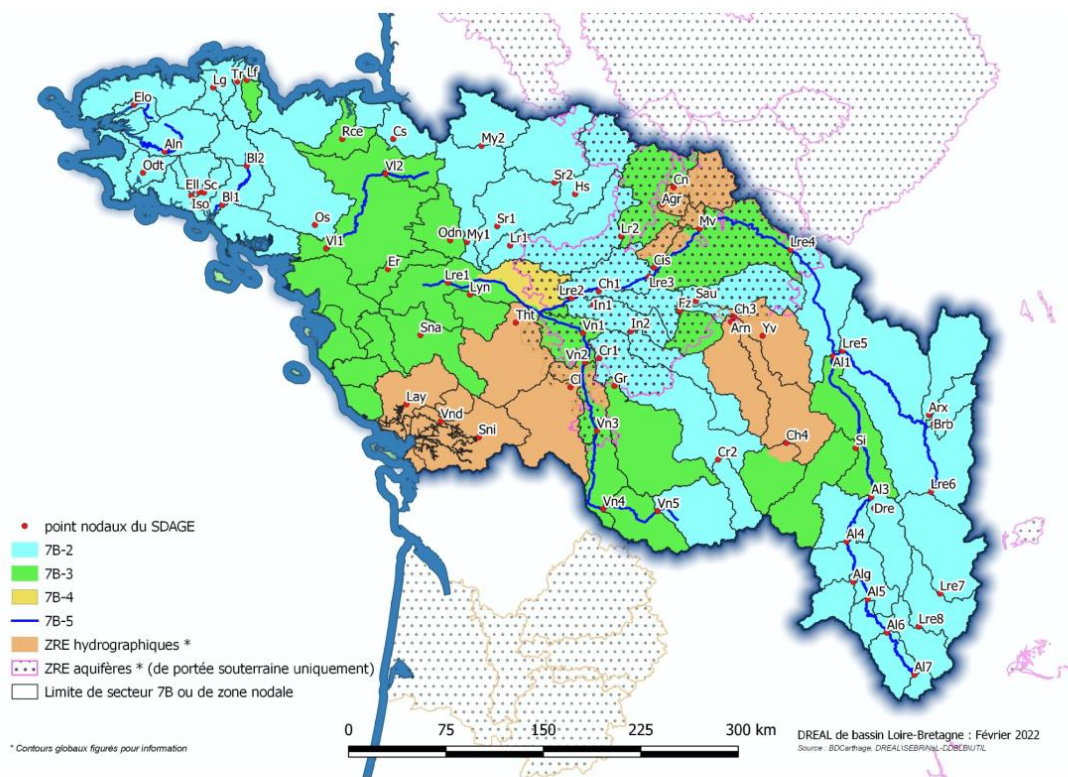 Lg
Tr
Lf
Elo
Aln
Odt
Ell
Sc
Iso
Bl2
Bl1
Os
Rce
Cs
Vl2
Vl1
My2
Sr2
Hs
Sr1
Odn
My1
Lr1
Er
Lre1
Lyn
Sna
Tht
Cn
Agr
Lr2
Mv
Cis
Lre3
Lre2
Ch1
In1
Lre4
Sau
Fz
Ch3
Arn
Yv
In2
Vn1
Vn2
Cr1
Cl
Gr
Lre5
Al1
Lay
Vnd
Sni
Vn3
Cr2
Ch4
Si
Arx
Brb
Lre6
Vn4
Vn5
Al3
Dre
Al4
Alg
Al5
Al6
Al7
Lre7
Lre8
point nodaux du SDAGE
7B-2
7B-3
7B-4
7B-5
ZRE hydrographiques *
ZRE aquifères * (de portée souterraine uniquement)
Limite de secteur 7B ou de zone nodale
* Contours globaux figurés pour information
0 75 150 225 300 km
DREAL de bassin Loire-Bretagne : Février 2022
Source : BDCarthage,